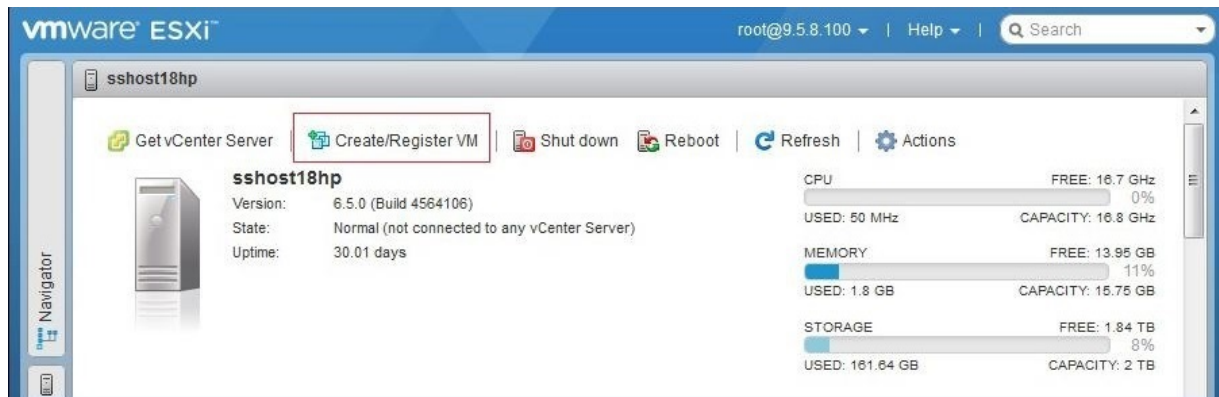 vmware ESXi™
root@9.5.8.100 | Help | Search
sshost18hp
Get vCenter Server | Create/Register VM | Shut down Reboot | Refresh | Actions
sshost18hp
Version: 6.5.0 (Build 4564106)
State: Normal (not connected to any vCenter Server)
Uptime: 30.01 days
CPU FREE: 16.7 GHz
0%
USED: 50 MHz CAPACITY: 16.8 GHz
MEMORY FREE: 13.95 GB
11%
USED: 1.8 GB CAPACITY: 15.75 GB
STORAGE FREE: 1.84 TB
8%
USED: 161.64 GB CAPACITY: 2 TB
Navigator